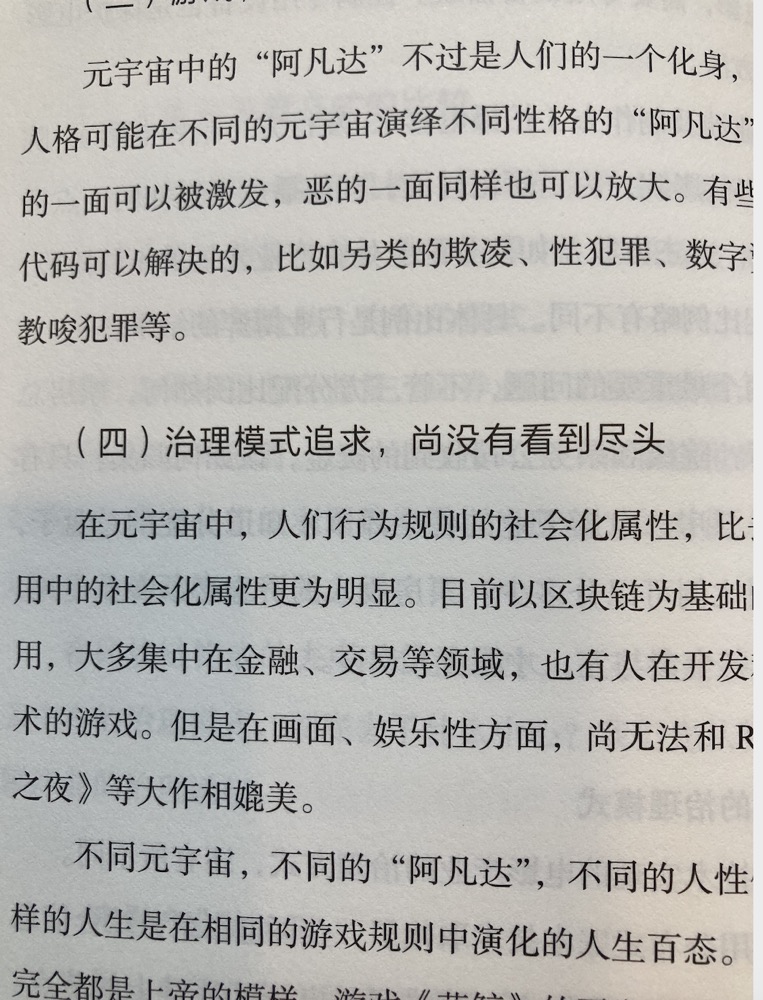 元宇宙中的“阿凡达”不过是人们的一个化身，
人格可能在不同的元宇宙演绎不同性格的“阿凡达”
的一面可以被激发，恶的一面同样也可以放大。有些
代码可以解决的，比如另类的欺凌、性犯罪、数字
教唆犯罪等。
（四）治理模式追求，尚没有看到尽头
在元宇宙中，人们行为规则的社会化属性，比
用中的社会化属性更为明显。目前以区块链为基础
用，大多集中在金融、交易等领域，也有人在开发
术的游戏。但是在画面、娱乐性方面，尚无法和 R
之夜》等大作相媲美。
不同元宇宙，不同的“阿凡达”，不同的人性
样的人生是在相同的游戏规则中演化的人生百态。
完全都是上帝的模样。游戏《